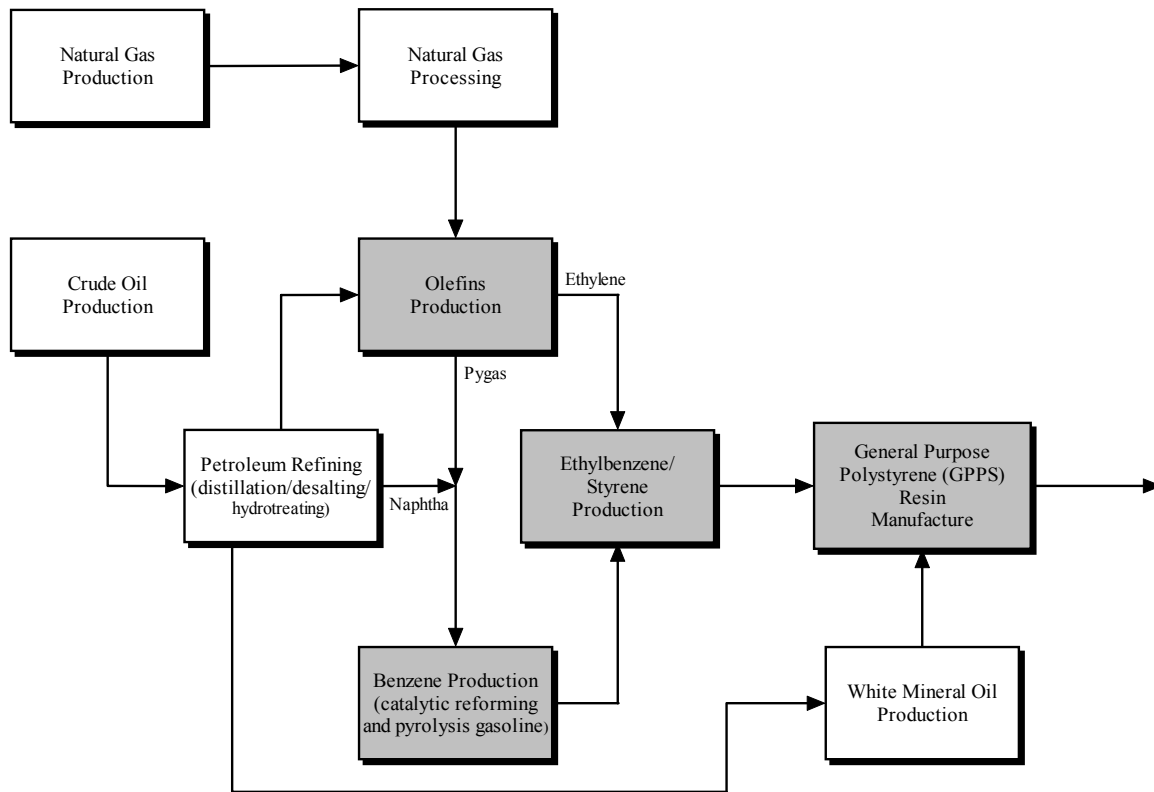 Natural Gas
Production
Natural Gas
Processing
Crude Oil
Production
Olefins
Production
Ethylene
Pygas
Petroleum Refining
(distillation/desalting/
hydrotreating)
Naphtha
Ethylbenzene/
Styrene
Production
General Purpose
Polystyrene (GPPS)
Resin
Manufacture
Benzene Production
(catalytic reforming
and pyrolysis gasoline)
White Mineral Oil
Production